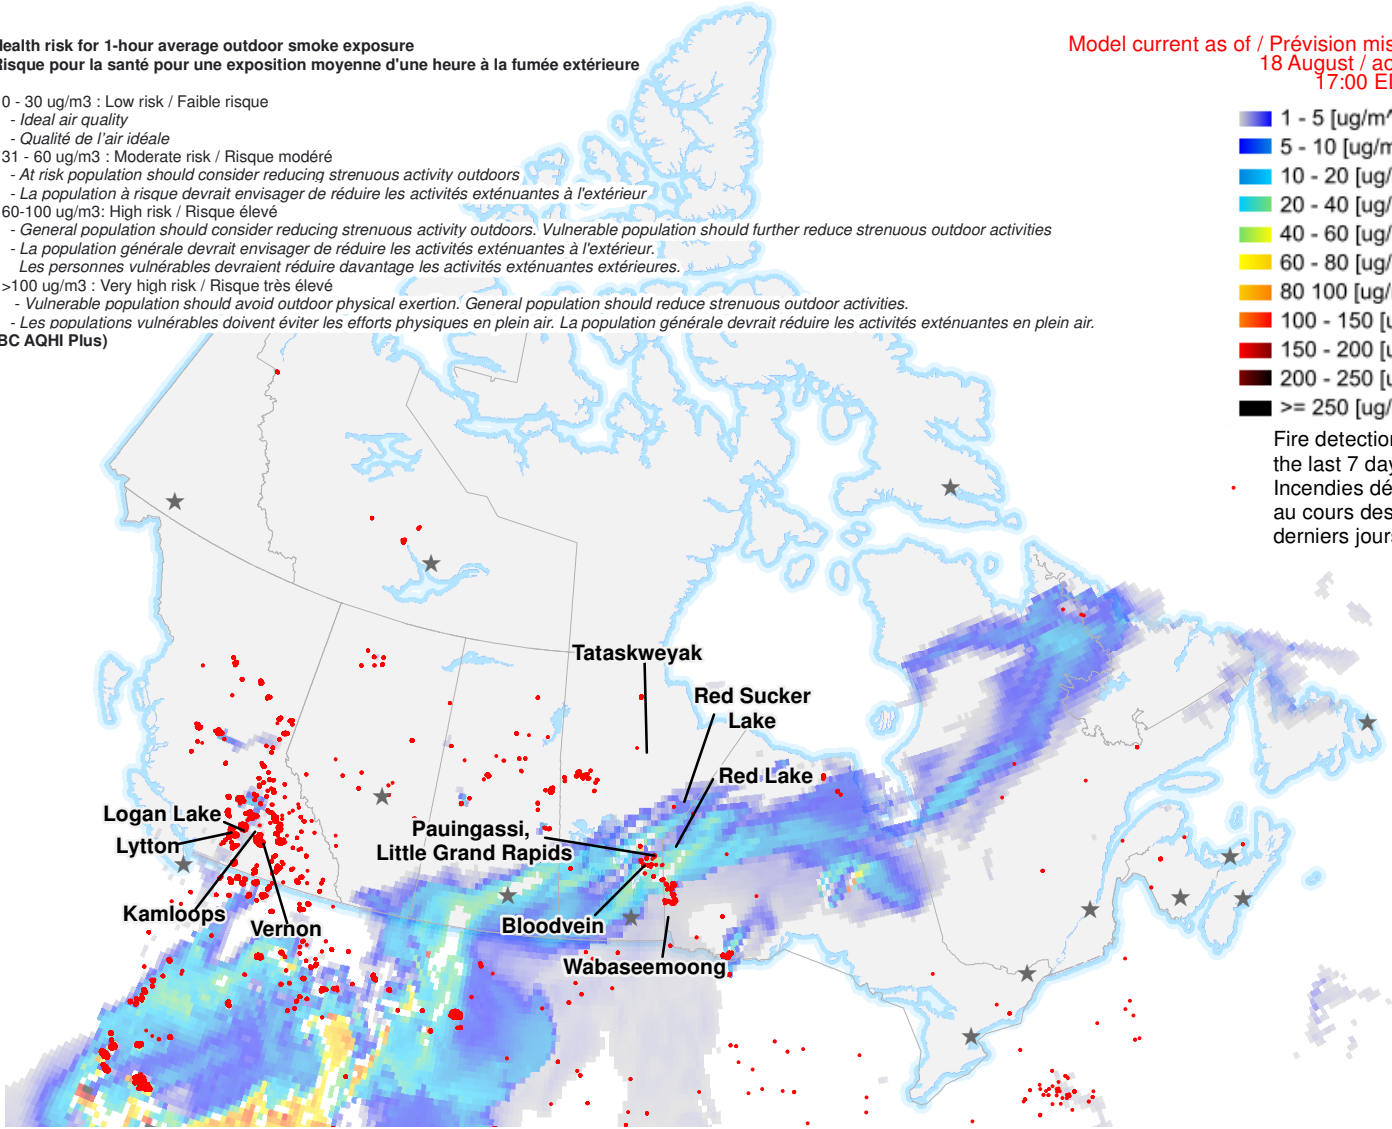 Health risk for 1-hour average outdoor smoke exposure
Risque pour la santé pour une exposition moyenne d'une heure à la fumée extérieure
0 - 30 ug/m3 : Low risk / Faible risque
- Ideal air quality
- Qualité de l'air idéale
31 - 60 ug/m3 : Moderate risk / Risque modéré
- At risk population should consider reducing strenuous activity outdoors
- La population à risque devrait envisager de réduire les activités exténuantes à l'extérieur
60-100 ug/m3: High risk / Risque élevé
- General population should consider reducing strenuous activity outdoors. Vulnerable population should further reduce strenuous outdoor activities
- La population générale devrait envisager de réduire les activités exténuantes à l'extérieur.
Les personnes vulnérables devraient réduire davantage les activités exténuantes extérieures.
>100 ug/m3 : Very high risk / Risque très élevé
- Vulnerable population should avoid outdoor physical exertion. General population should reduce strenuous outdoor activities.
- Les populations vulnérables doivent éviter les efforts physiques en plein air. La population générale devrait réduire les activités exténuantes en plein air.
BC AQHI Plus)
Model current as of / Prévision mis
18 August / ao
17:00 E
1 - 5 [ug/m^
5 - 10 [ug/m
10 - 20 [ug/
20 - 40 [ug/
40 - 60 [ug/
60 - 80 [ug/
80 100 [ug/
100 - 150 [u
150 - 200 [u
200 - 250 [u
>= 250 [ug/
Fire detection
the last 7 day
Incendies dé
au cours des
derniers jours
Tataskweyak
Red Sucker
Lake
Red Lake
Logan Lake
Lytton
Pauingassi,
Little Grand Rapids
Kamloops
Vernon
Bloodvein
Wabaseemoong